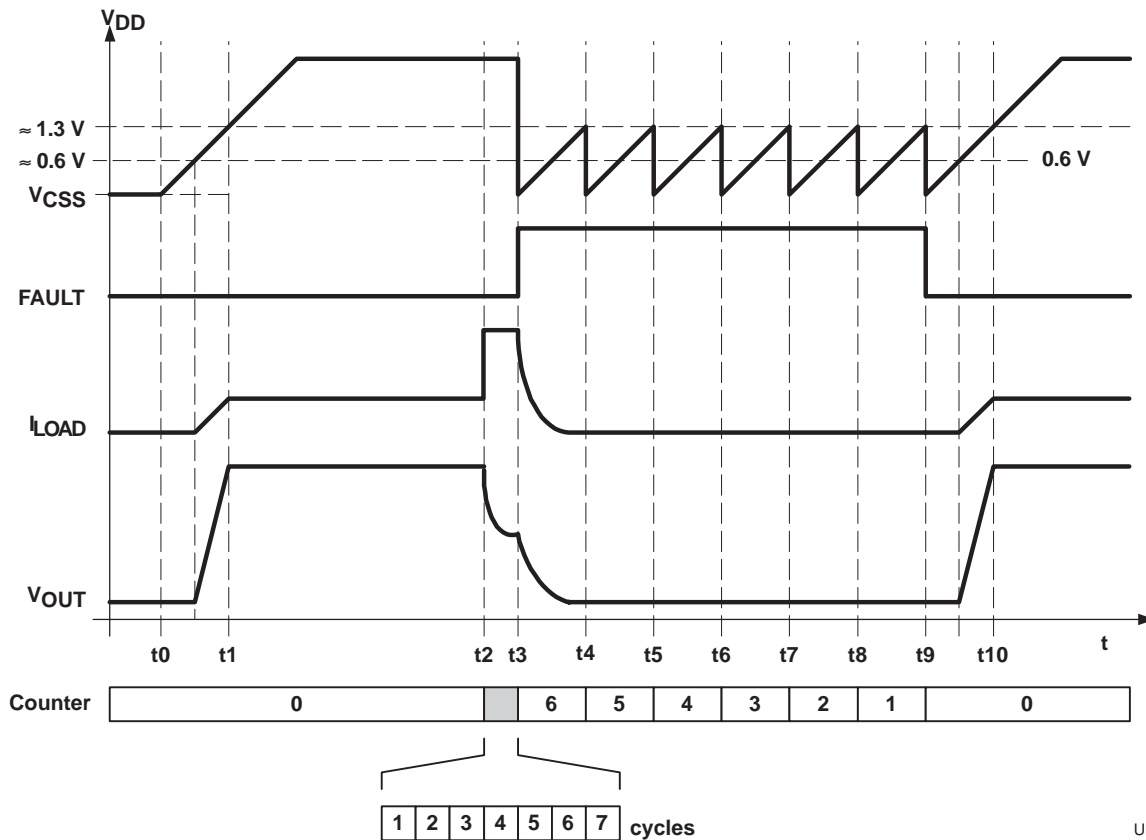 VDD
≈ 1.3 V
≈ 0.6 V
0.6 V
VCSS
FAULT
ILOAD
VOUT
t0 t1 t2 t3 t4 t5 t6 t7 t8 t9 t10 t
Counter 0 6 5 4 3 2 1 0
1 2 3 4 5 6 7 cycles